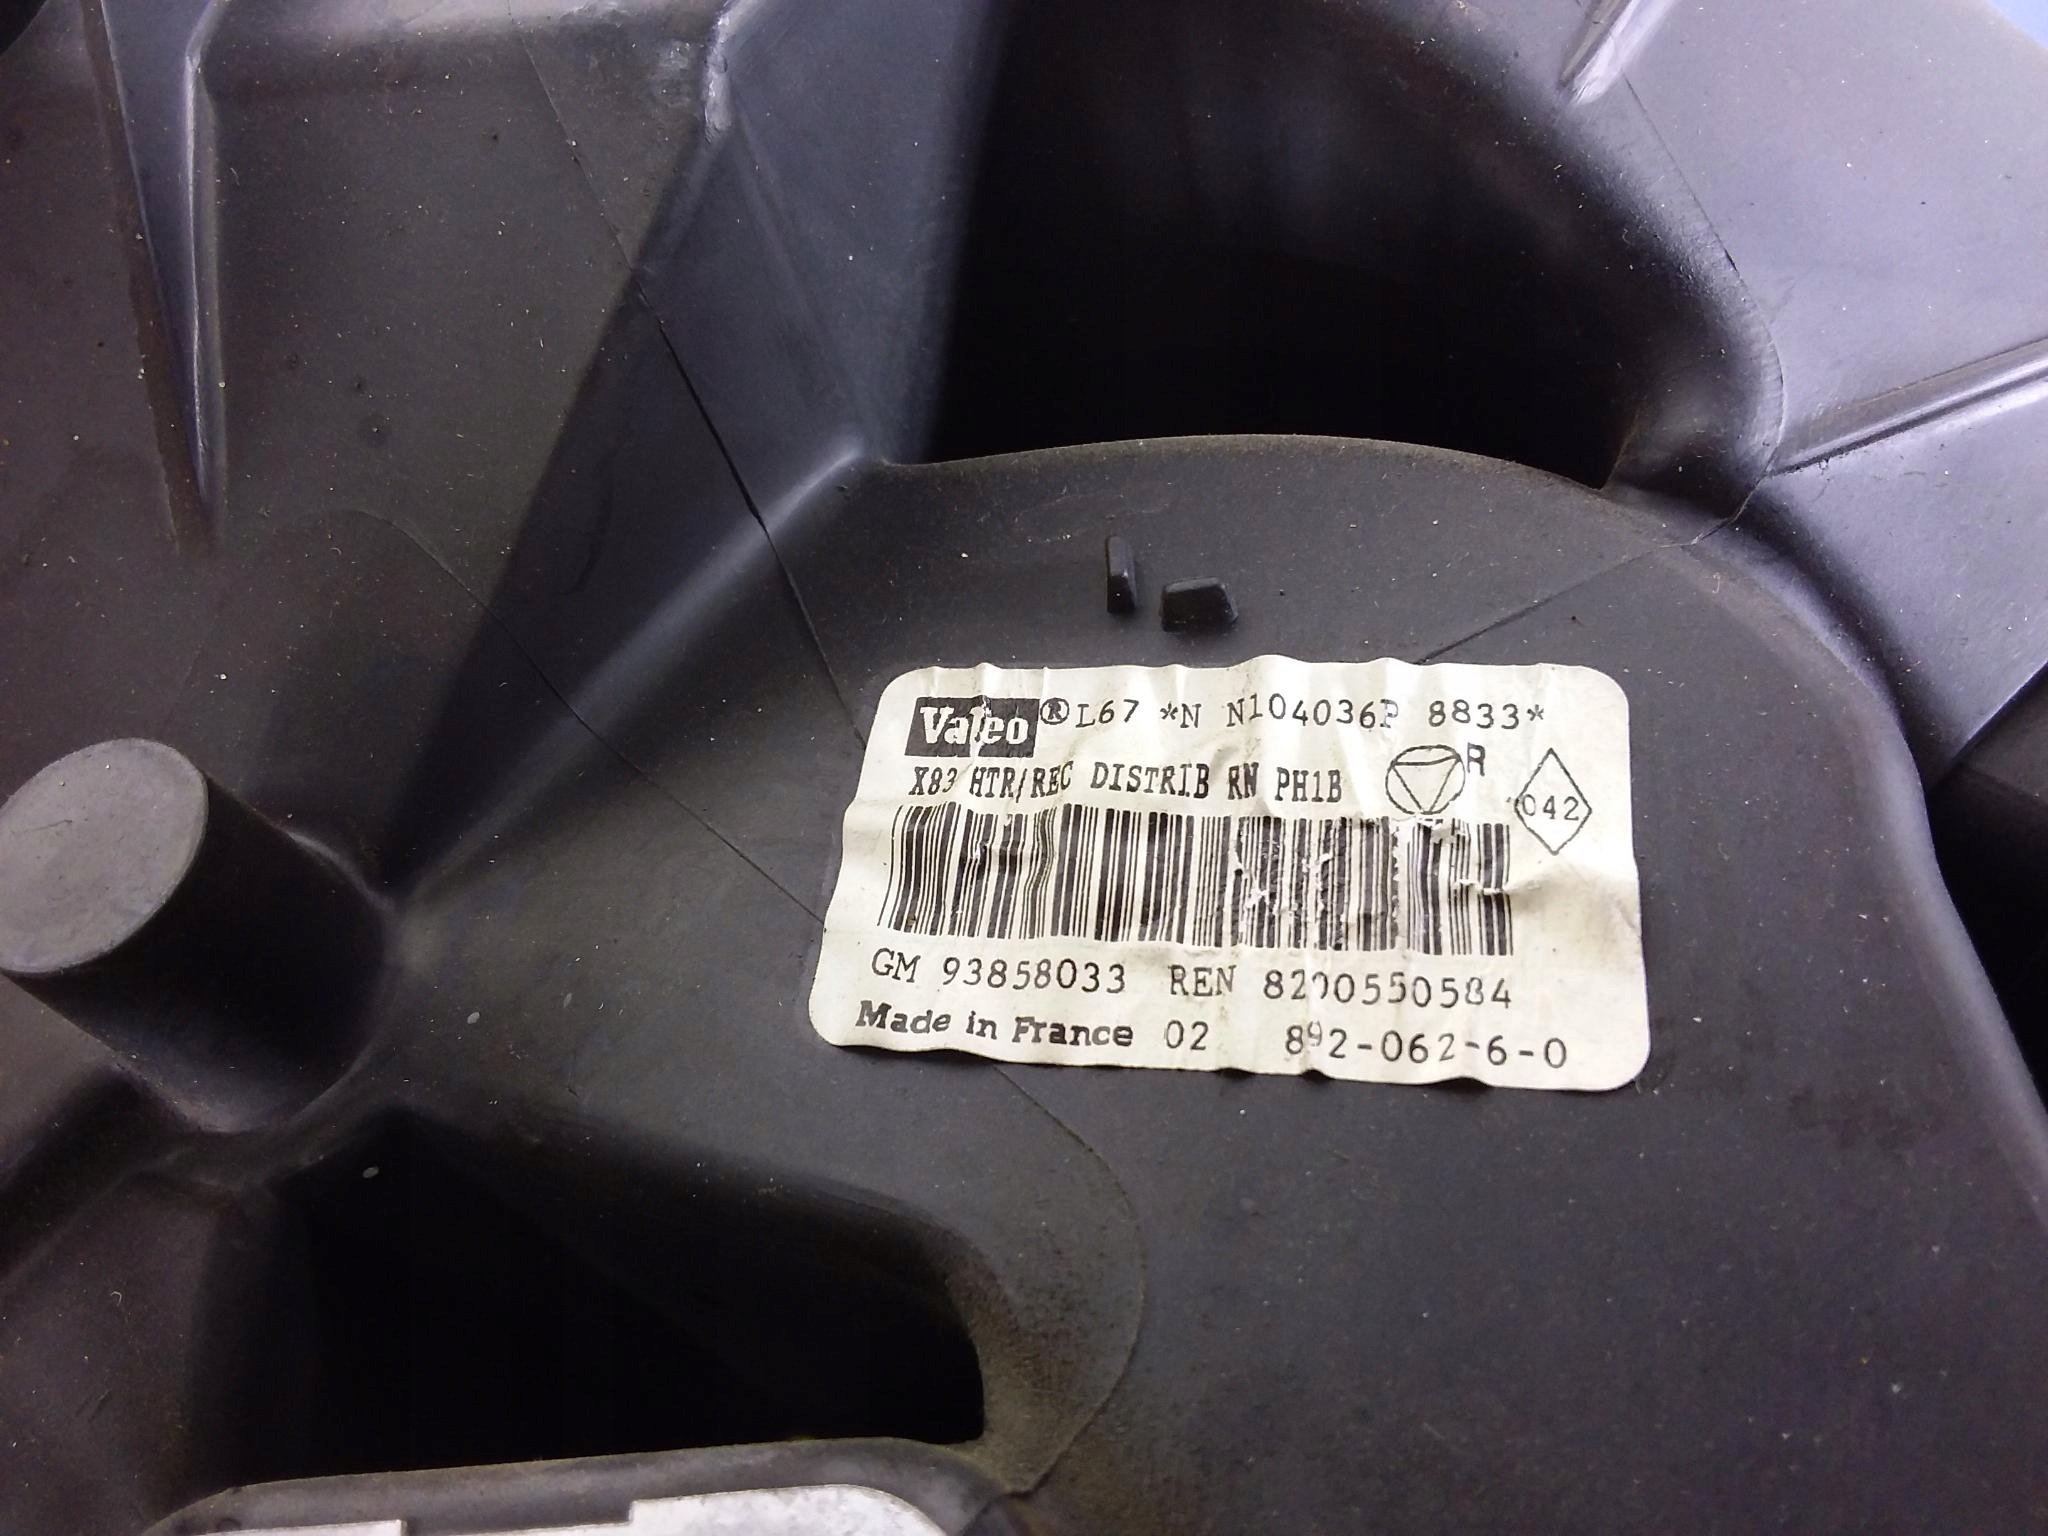 Valeo® L67 *N N104036P 8833*
X83 HTR/REC DISTRIB RN PH1B R 042
GM 93858033 REN 8200550584
Made in France 02 892-062-6-0